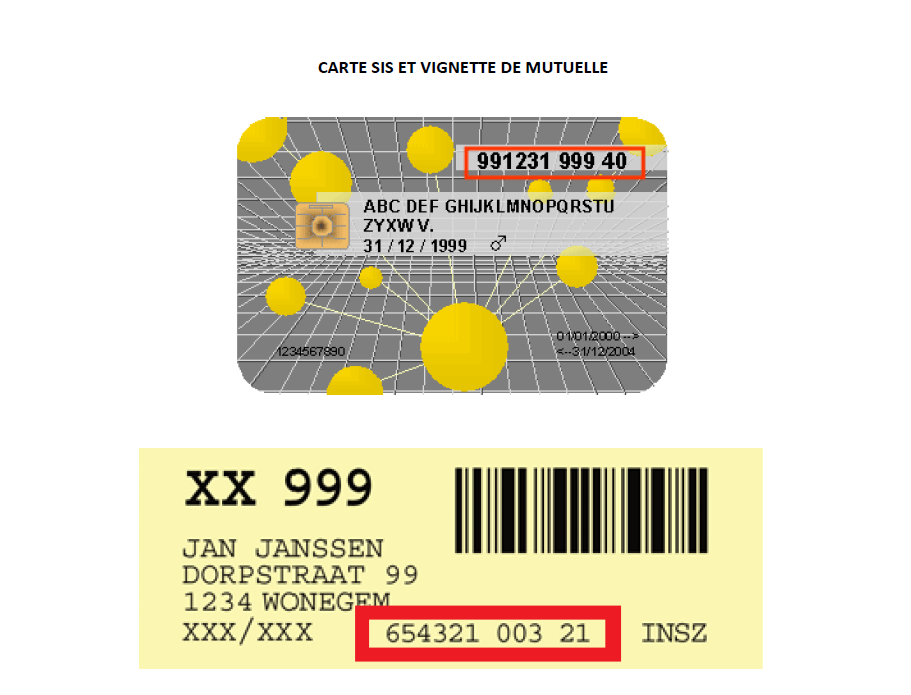 CARTE SIS ET VIGNETTE DE MUTUELLE
991231 999 40
ABC DEF GHIJKLMNOPQRSTU
ZYXW V.
31 / 12 / 1999 ♂
01/01/2000 -->
1234567890 <--31/12/2004
XX 999
JAN JANSSEN
DORPSTRAAT 99
1234 WONEGEM
XXX/XXX 654321 003 21 INSZ